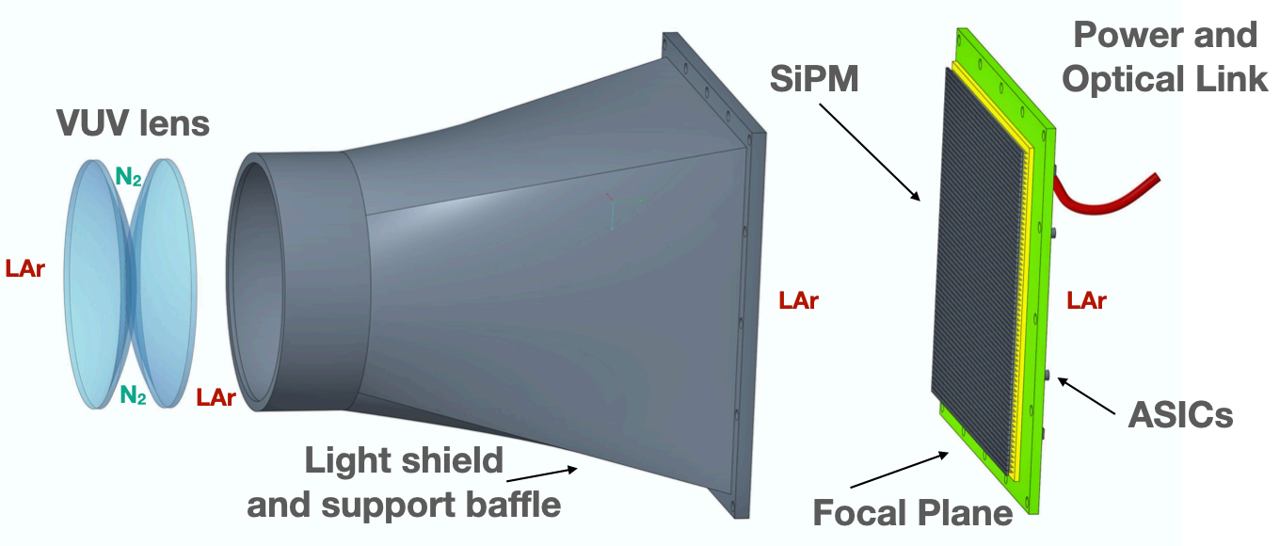 Power and
Optical Link
SiPM
VUV lens
N₂
LAr
LAr
LAr
N₂
LAr
ASICs
Light shield
and support baffle
Focal Plane